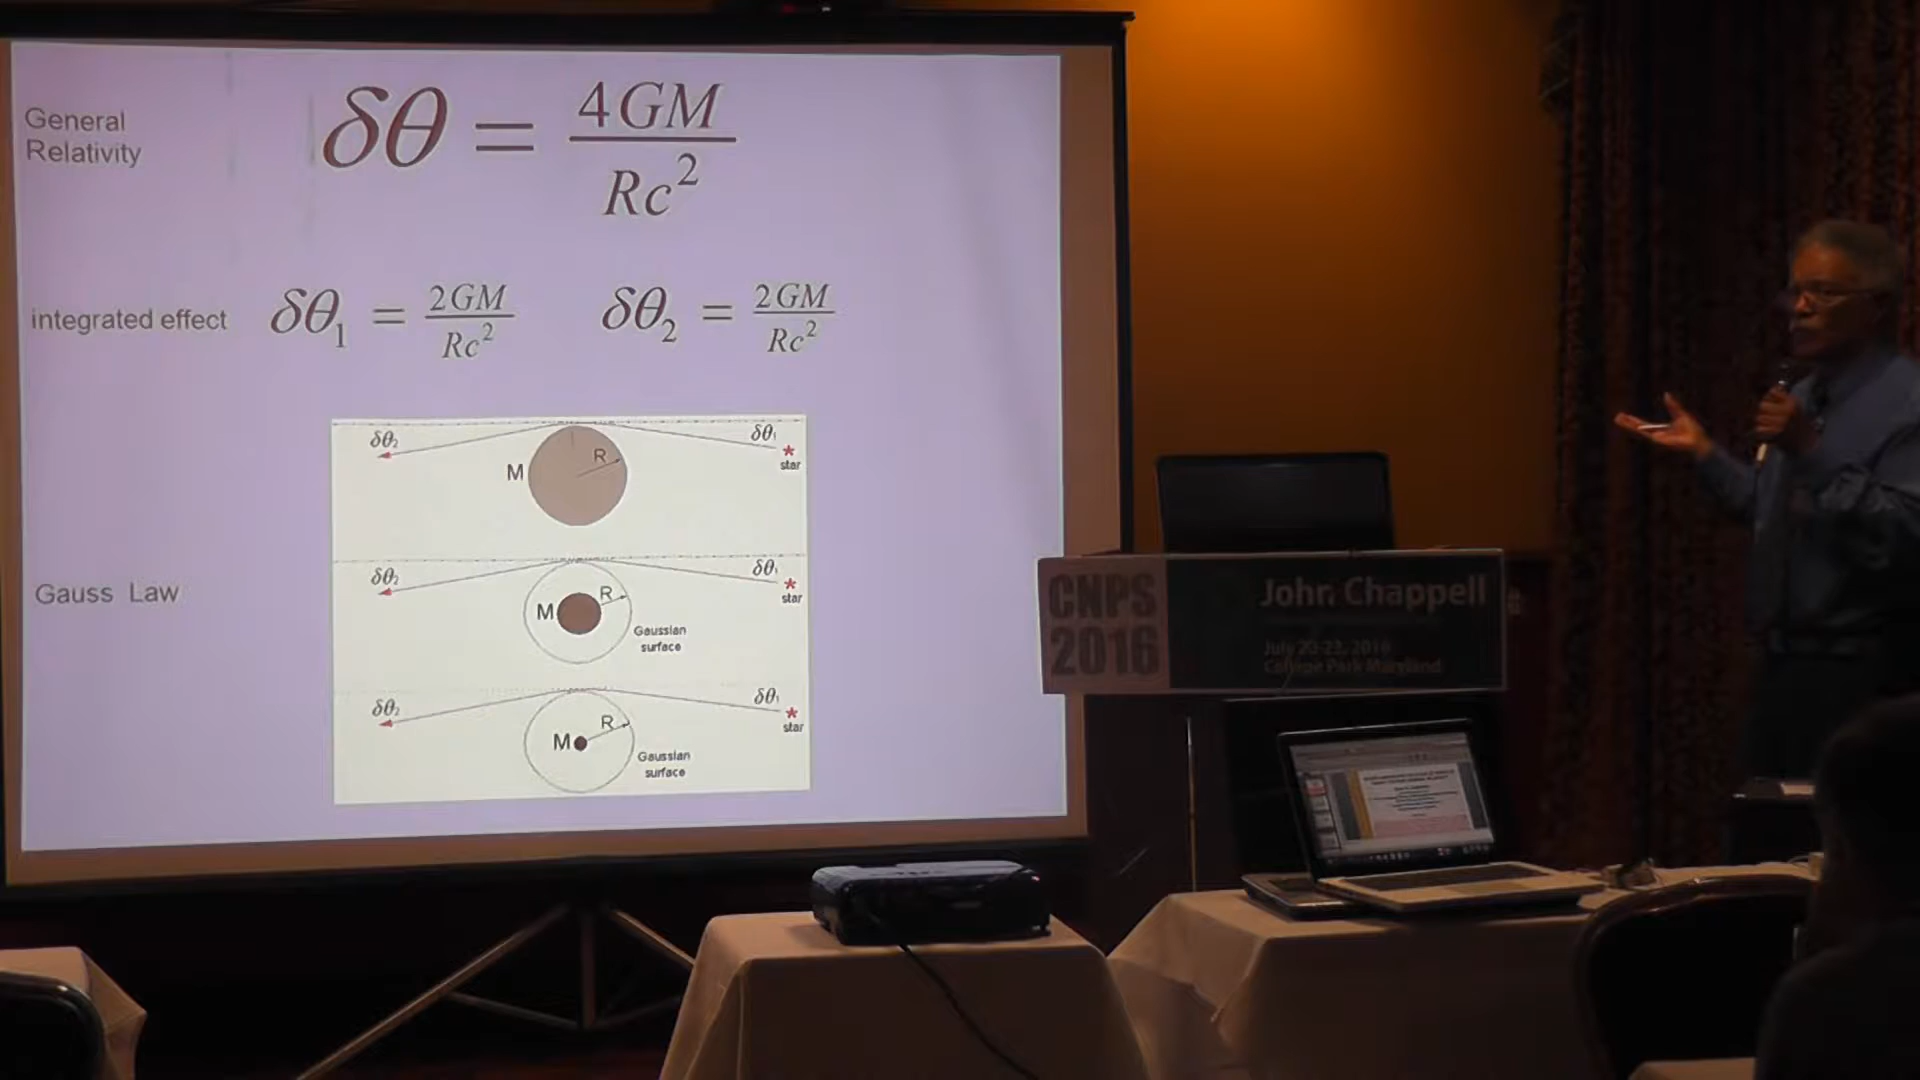 General
Relativity
δθ = 4GM / Rc²
integrated effect
δθ₁ = 2GM / Rc²
δθ₂ = 2GM / Rc²
δθ₂
δθ₁
M
R
star
Gauss Law
δθ₂
δθ₁
M
R
star
Gaussian
surface
δθ₂
δθ₁
M
R
star
Gaussian
surface
CNPS
2016
John Chappell
July 20-23, 2016
College Park Maryland